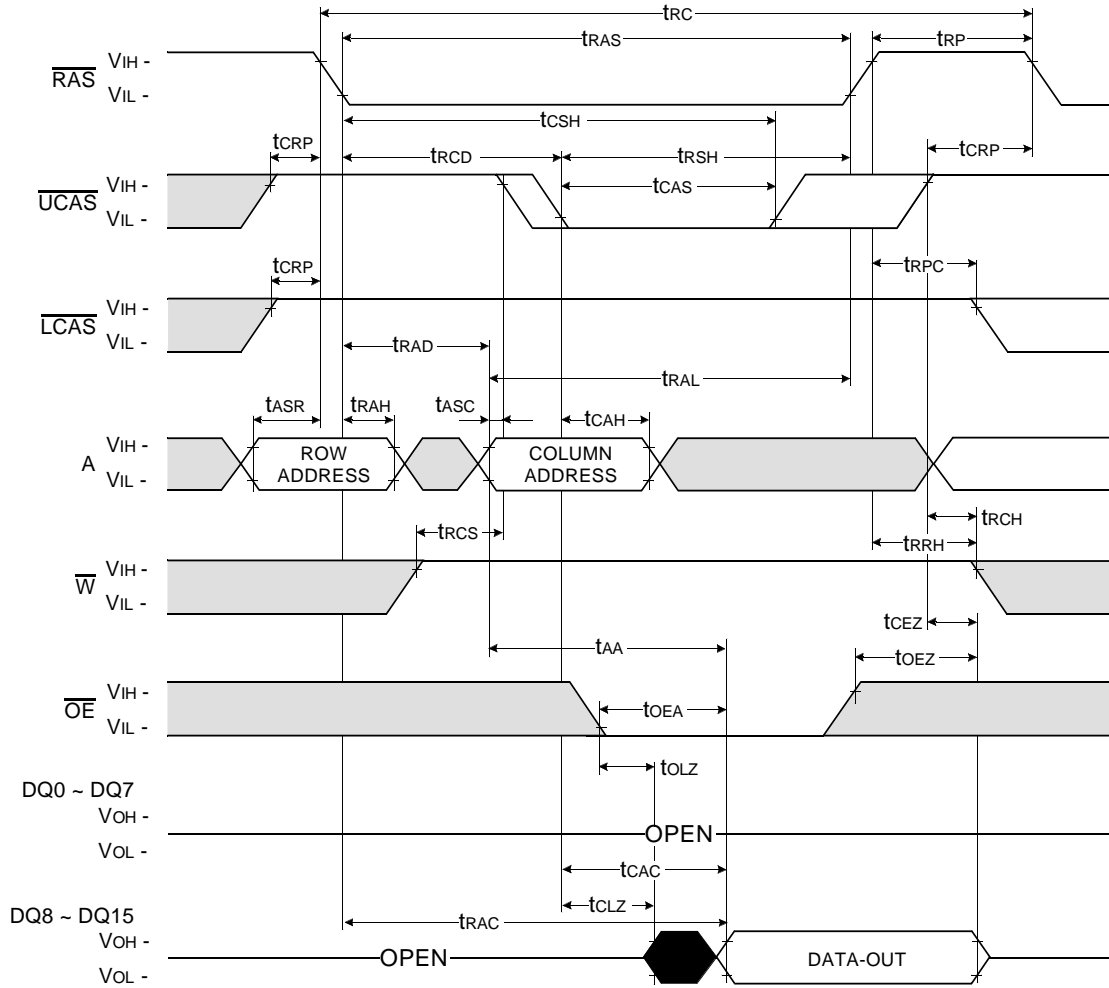 tRC
tRAS
tRP
RAS
VIH -
VIL -
tCSH
tCRP
tRCD
tRSH
tCRP
UCAS
VIH -
VIL -
tCAS
tCRP
tRPC
LCAS
VIH -
VIL -
tRAD
tRAL
tASR
tRAH
tASC
tCAH
A
VIH -
VIL -
ROW
ADDRESS
COLUMN
ADDRESS
tRCS
tRCH
tRRH
W
VIH -
VIL -
tCEZ
tAA
tOEZ
OE
VIH -
VIL -
tOEA
tOLZ
DQ0 ~ DQ7
VOH -
VOL -
OPEN
tCAC
tCLZ
DQ8 ~ DQ15
tRAC
VOH -
VOL -
OPEN
DATA-OUT